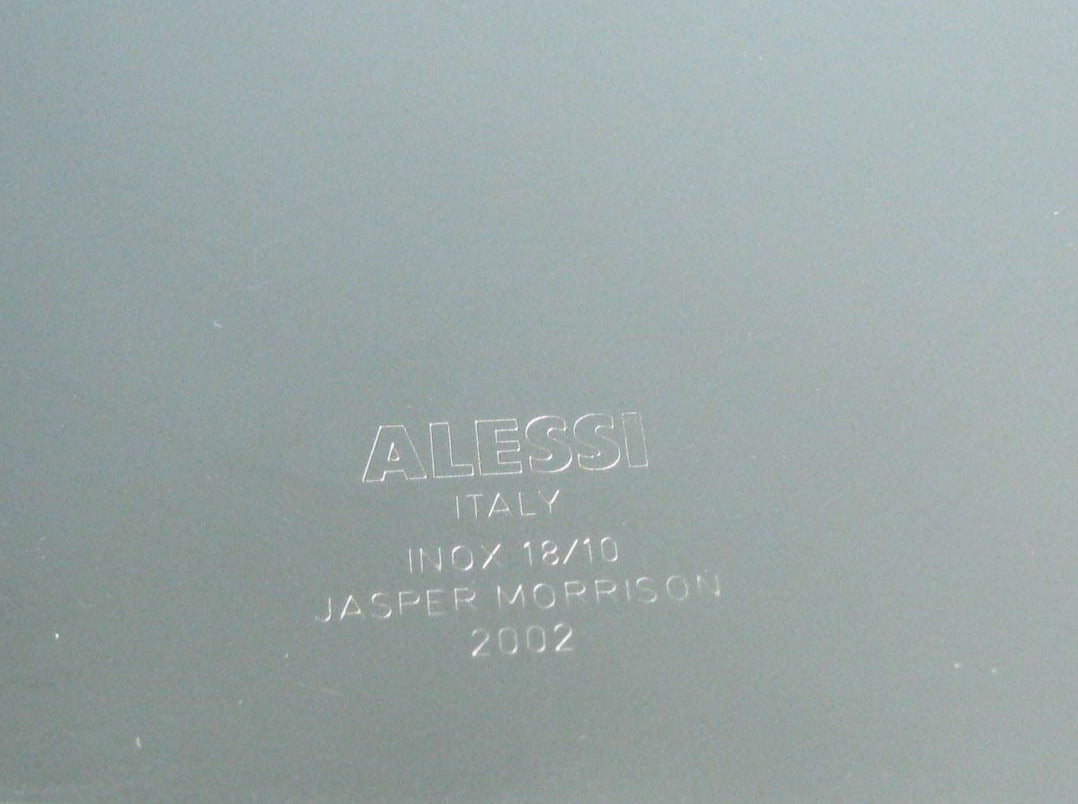 ALESSI
ITALY
INOX 18/10
JASPER MORRISON
2002